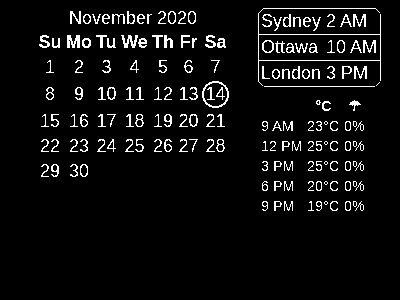 November 2020
Su Mo Tu We Th Fr Sa
1 2 3 4 5 6 7
8 9 10 11 12 13 14
15 16 17 18 19 20 21
22 23 24 25 26 27 28
29 30
Sydney 2 AM
Ottawa 10 AM
London 3 PM
°C ☂
9 AM 23°C 0%
12 PM 25°C 0%
3 PM 25°C 0%
6 PM 20°C 0%
9 PM 19°C 0%